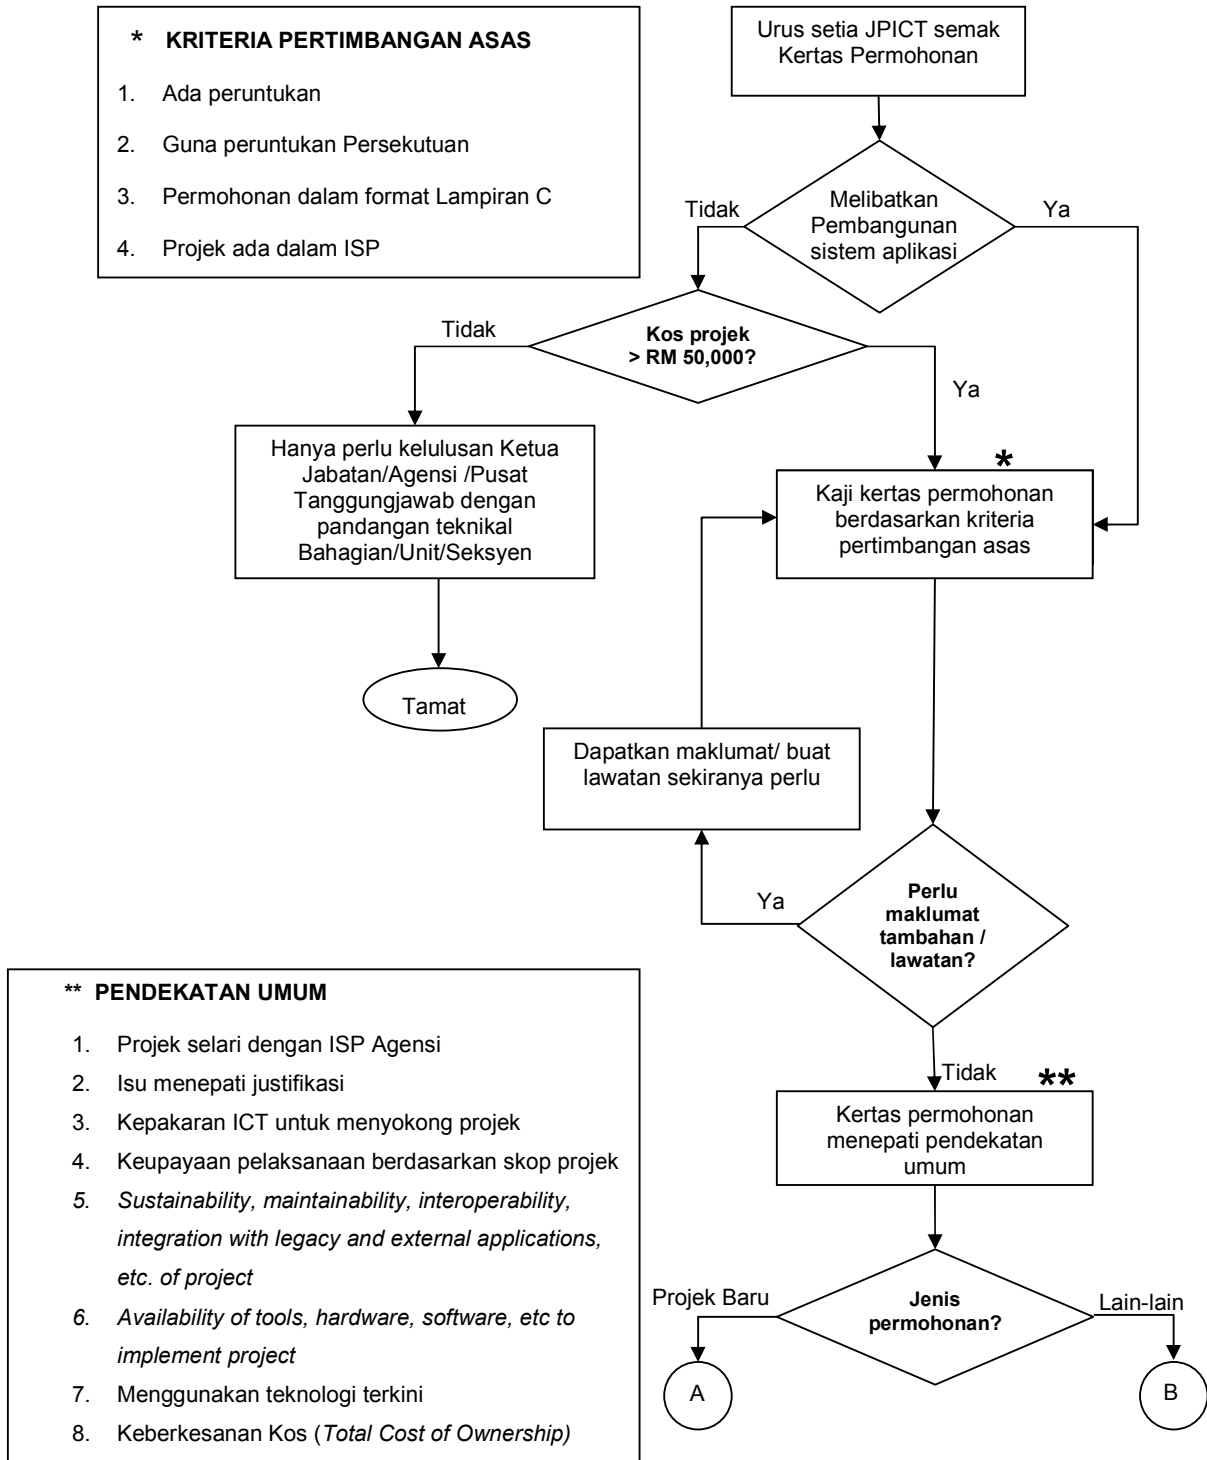 * KRITERIA PERTIMBANGAN ASAS
1. Ada peruntukan
2. Guna peruntukan Persekutuan
3. Permohonan dalam format Lampiran C
4. Projek ada dalam ISP
Urus setia JPICT semak
Kertas Permohonan
Melibatkan
Pembangunan
sistem aplikasi
Tidak
Ya
Kos projek
> RM 50,000?
Tidak
Ya
Hanya perlu kelulusan Ketua
Jabatan/Agensi /Pusat
Tanggungjawab dengan
pandangan teknikal
Bahagian/Unit/Seksyen
Tamat
*
Kaji kertas permohonan
berdasarkan kriteria
pertimbangan asas
Dapatkan maklumat/ buat
lawatan sekiranya perlu
Ya
Perlu
maklumat
tambahan /
lawatan?
Tidak
**
Kertas permohonan
menepati pendekatan
umum
Jenis
permohonan?
Projek Baru
Lain-lain
A
B
** PENDEKATAN UMUM
1. Projek selari dengan ISP Agensi
2. Isu menepati justifikasi
3. Kepakaran ICT untuk menyokong projek
4. Keupayaan pelaksanaan berdasarkan skop projek
5. Sustainability, maintainability, interoperability,
integration with legacy and external applications,
etc. of project
6. Availability of tools, hardware, software, etc to
implement project
7. Menggunakan teknologi terkini
8. Keberkesanan Kos (Total Cost of Ownership)